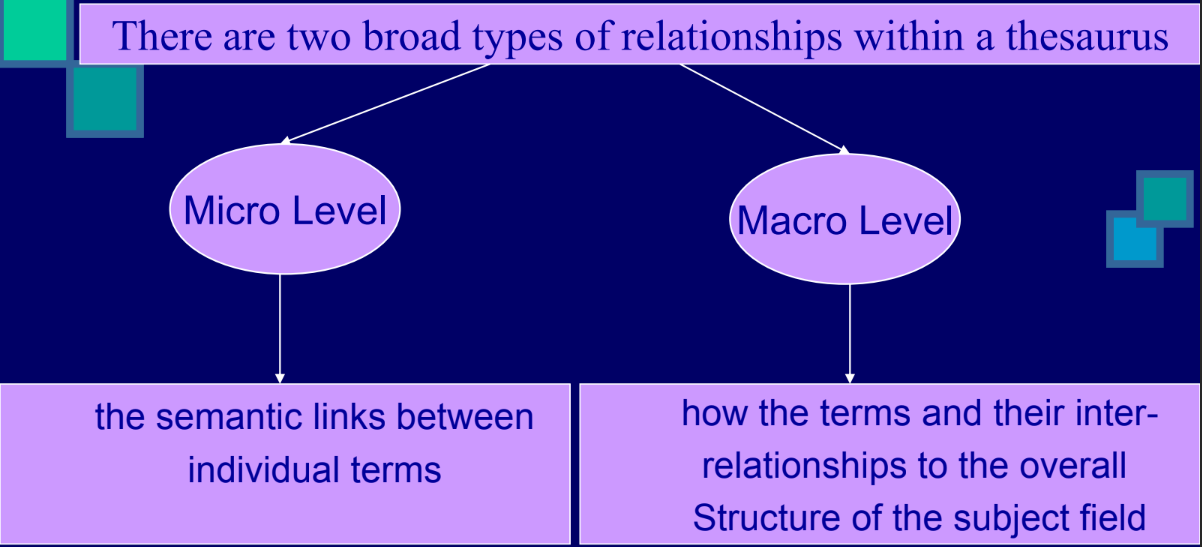 There are two broad types of relationships within a thesaurus
Micro Level
Macro Level
the semantic links between
individual terms
how the terms and their inter-
relationships to the overall
Structure of the subject field